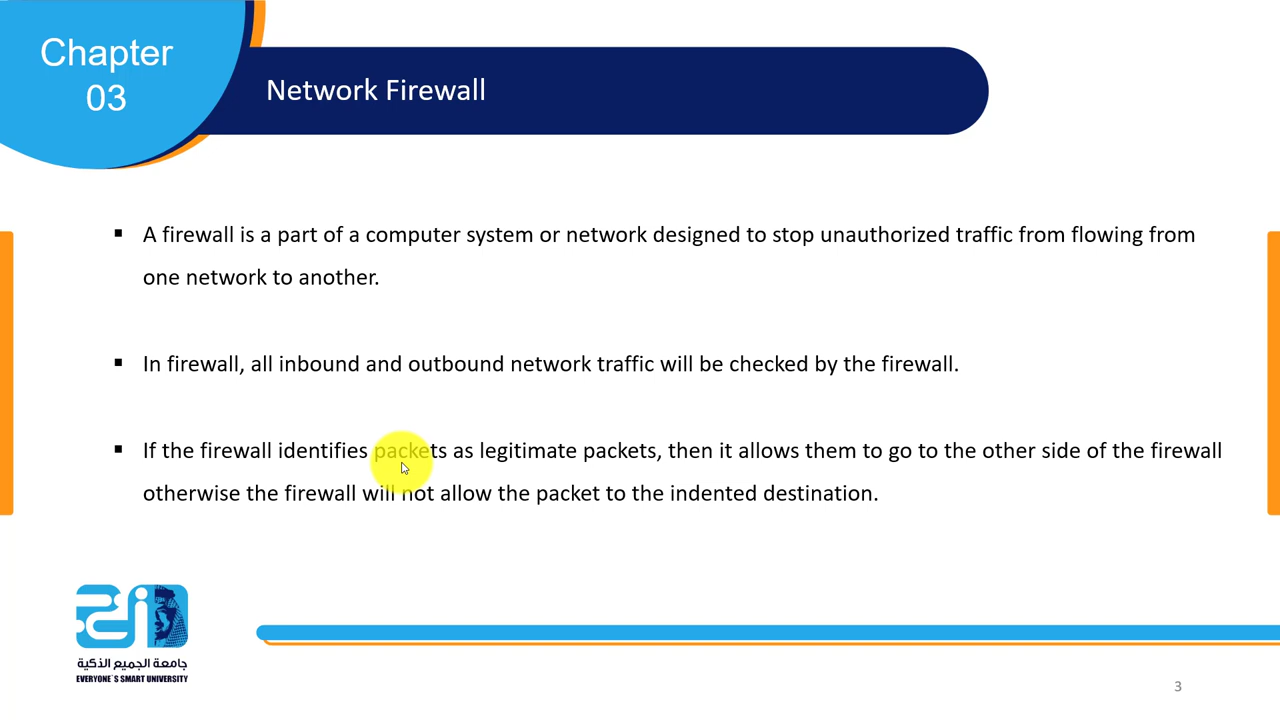 Chapter
03
Network Firewall
▪ A firewall is a part of a computer system or network designed to stop unauthorized traffic from flowing from
one network to another.
▪ In firewall, all inbound and outbound network traffic will be checked by the firewall.
▪ If the firewall identifies packets as legitimate packets, then it allows them to go to the other side of the firewall
otherwise the firewall will not allow the packet to the indented destination.
جامعة الجميع الذكية
EVERYONE`S SMART UNIVERSITY
3